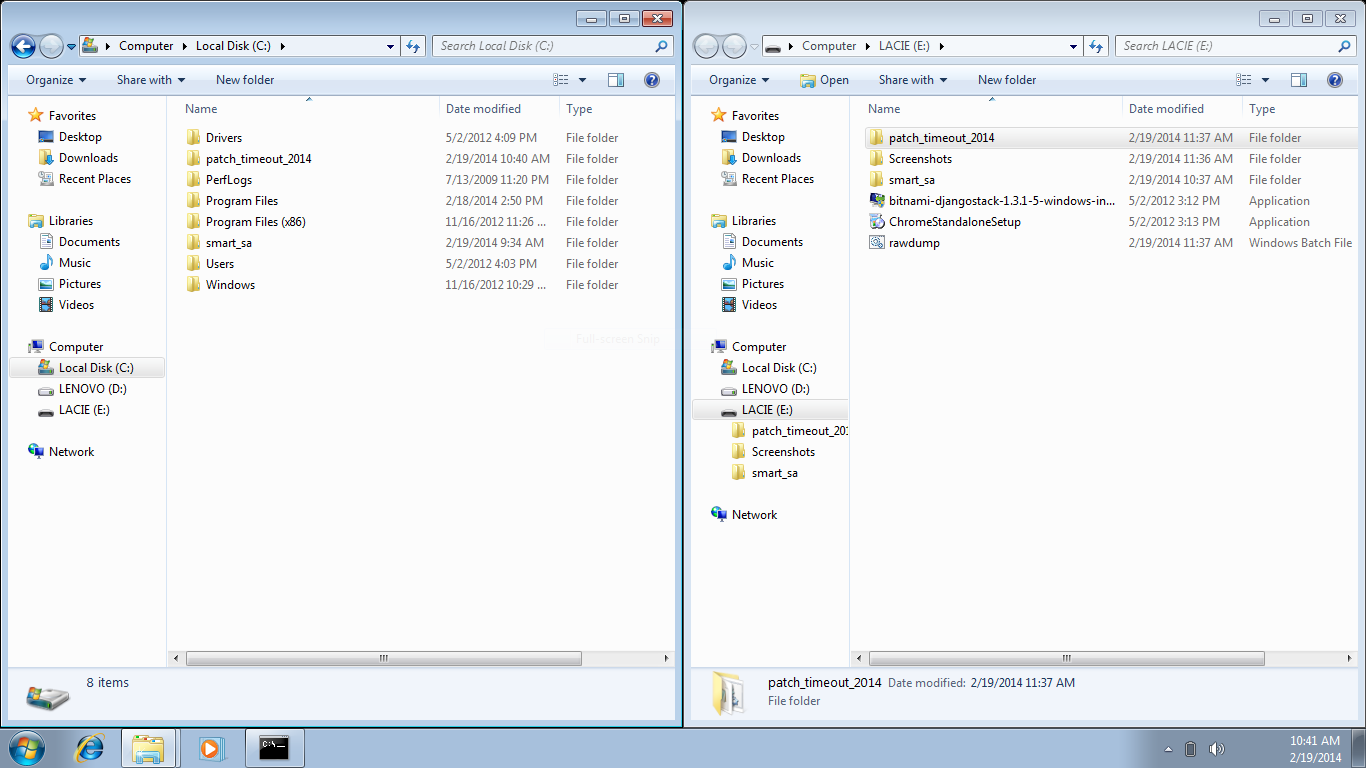 Computer Local Disk (C:) Search Local Disk (C:)
Organize Share with New folder
Favorites
Desktop
Downloads
Recent Places
Libraries
Documents
Music
Pictures
Videos
Computer
Local Disk (C:)
LENOVO (D:)
LACIE (E:)
Network
Name Date modified Type
Drivers 5/2/2012 4:09 PM File folder
patch_timeout_2014 2/19/2014 10:40 AM File folder
PerfLogs 7/13/2009 11:20 PM File folder
Program Files 2/18/2014 2:50 PM File folder
Program Files (x86) 11/16/2012 11:26 ... File folder
smart_sa 2/19/2014 9:34 AM File folder
Users 5/2/2012 4:03 PM File folder
Windows 11/16/2012 10:29 ... File folder
Full-screen Snip
8 items
Computer LACIE (E:) Search LACIE (E:)
Organize Open Share with New folder
Favorites
Desktop
Downloads
Recent Places
Libraries
Documents
Music
Pictures
Videos
Computer
Local Disk (C:)
LENOVO (D:)
LACIE (E:)
patch_timeout_201
Screenshots
smart_sa
Network
Name Date modified Type
patch_timeout_2014 2/19/2014 11:37 AM File folder
Screenshots 2/19/2014 11:36 AM File folder
smart_sa 2/19/2014 10:37 AM File folder
bitnami-djangostack-1.3.1-5-windows-in... 5/2/2012 3:12 PM Application
ChromeStandaloneSetup 5/2/2012 3:13 PM Application
rawdump 2/19/2014 11:37 AM Windows Batch File
patch_timeout_2014 Date modified: 2/19/2014 11:37 AM
File folder
C:\
10:41 AM
2/19/2014